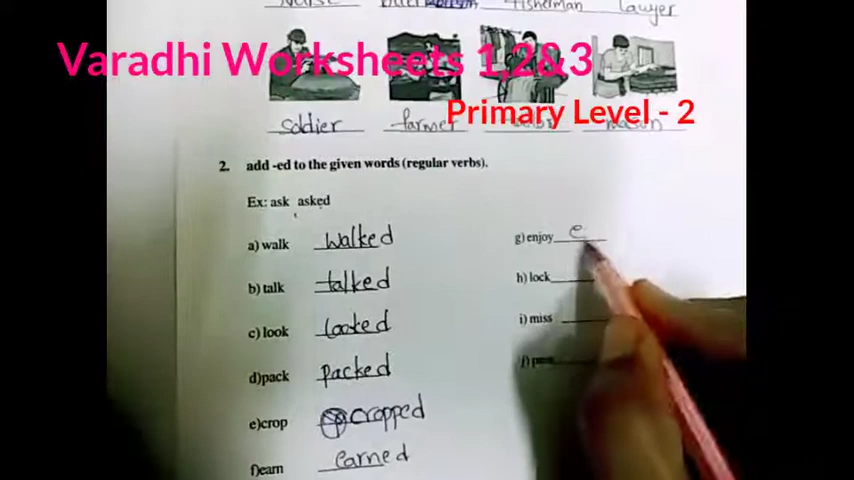 Nurse fisherman lawyer
Varadhi Worksheets 1,2&3
Primary Level - 2
soldier farmer mason
2. add -ed to the given words (regular verbs).
Ex: ask asked
a) walk walked
g) enjoy e
b) talk talked
h) lock
c) look looked
i) miss
d)pack packed
e)crop cropped
f)earn earned